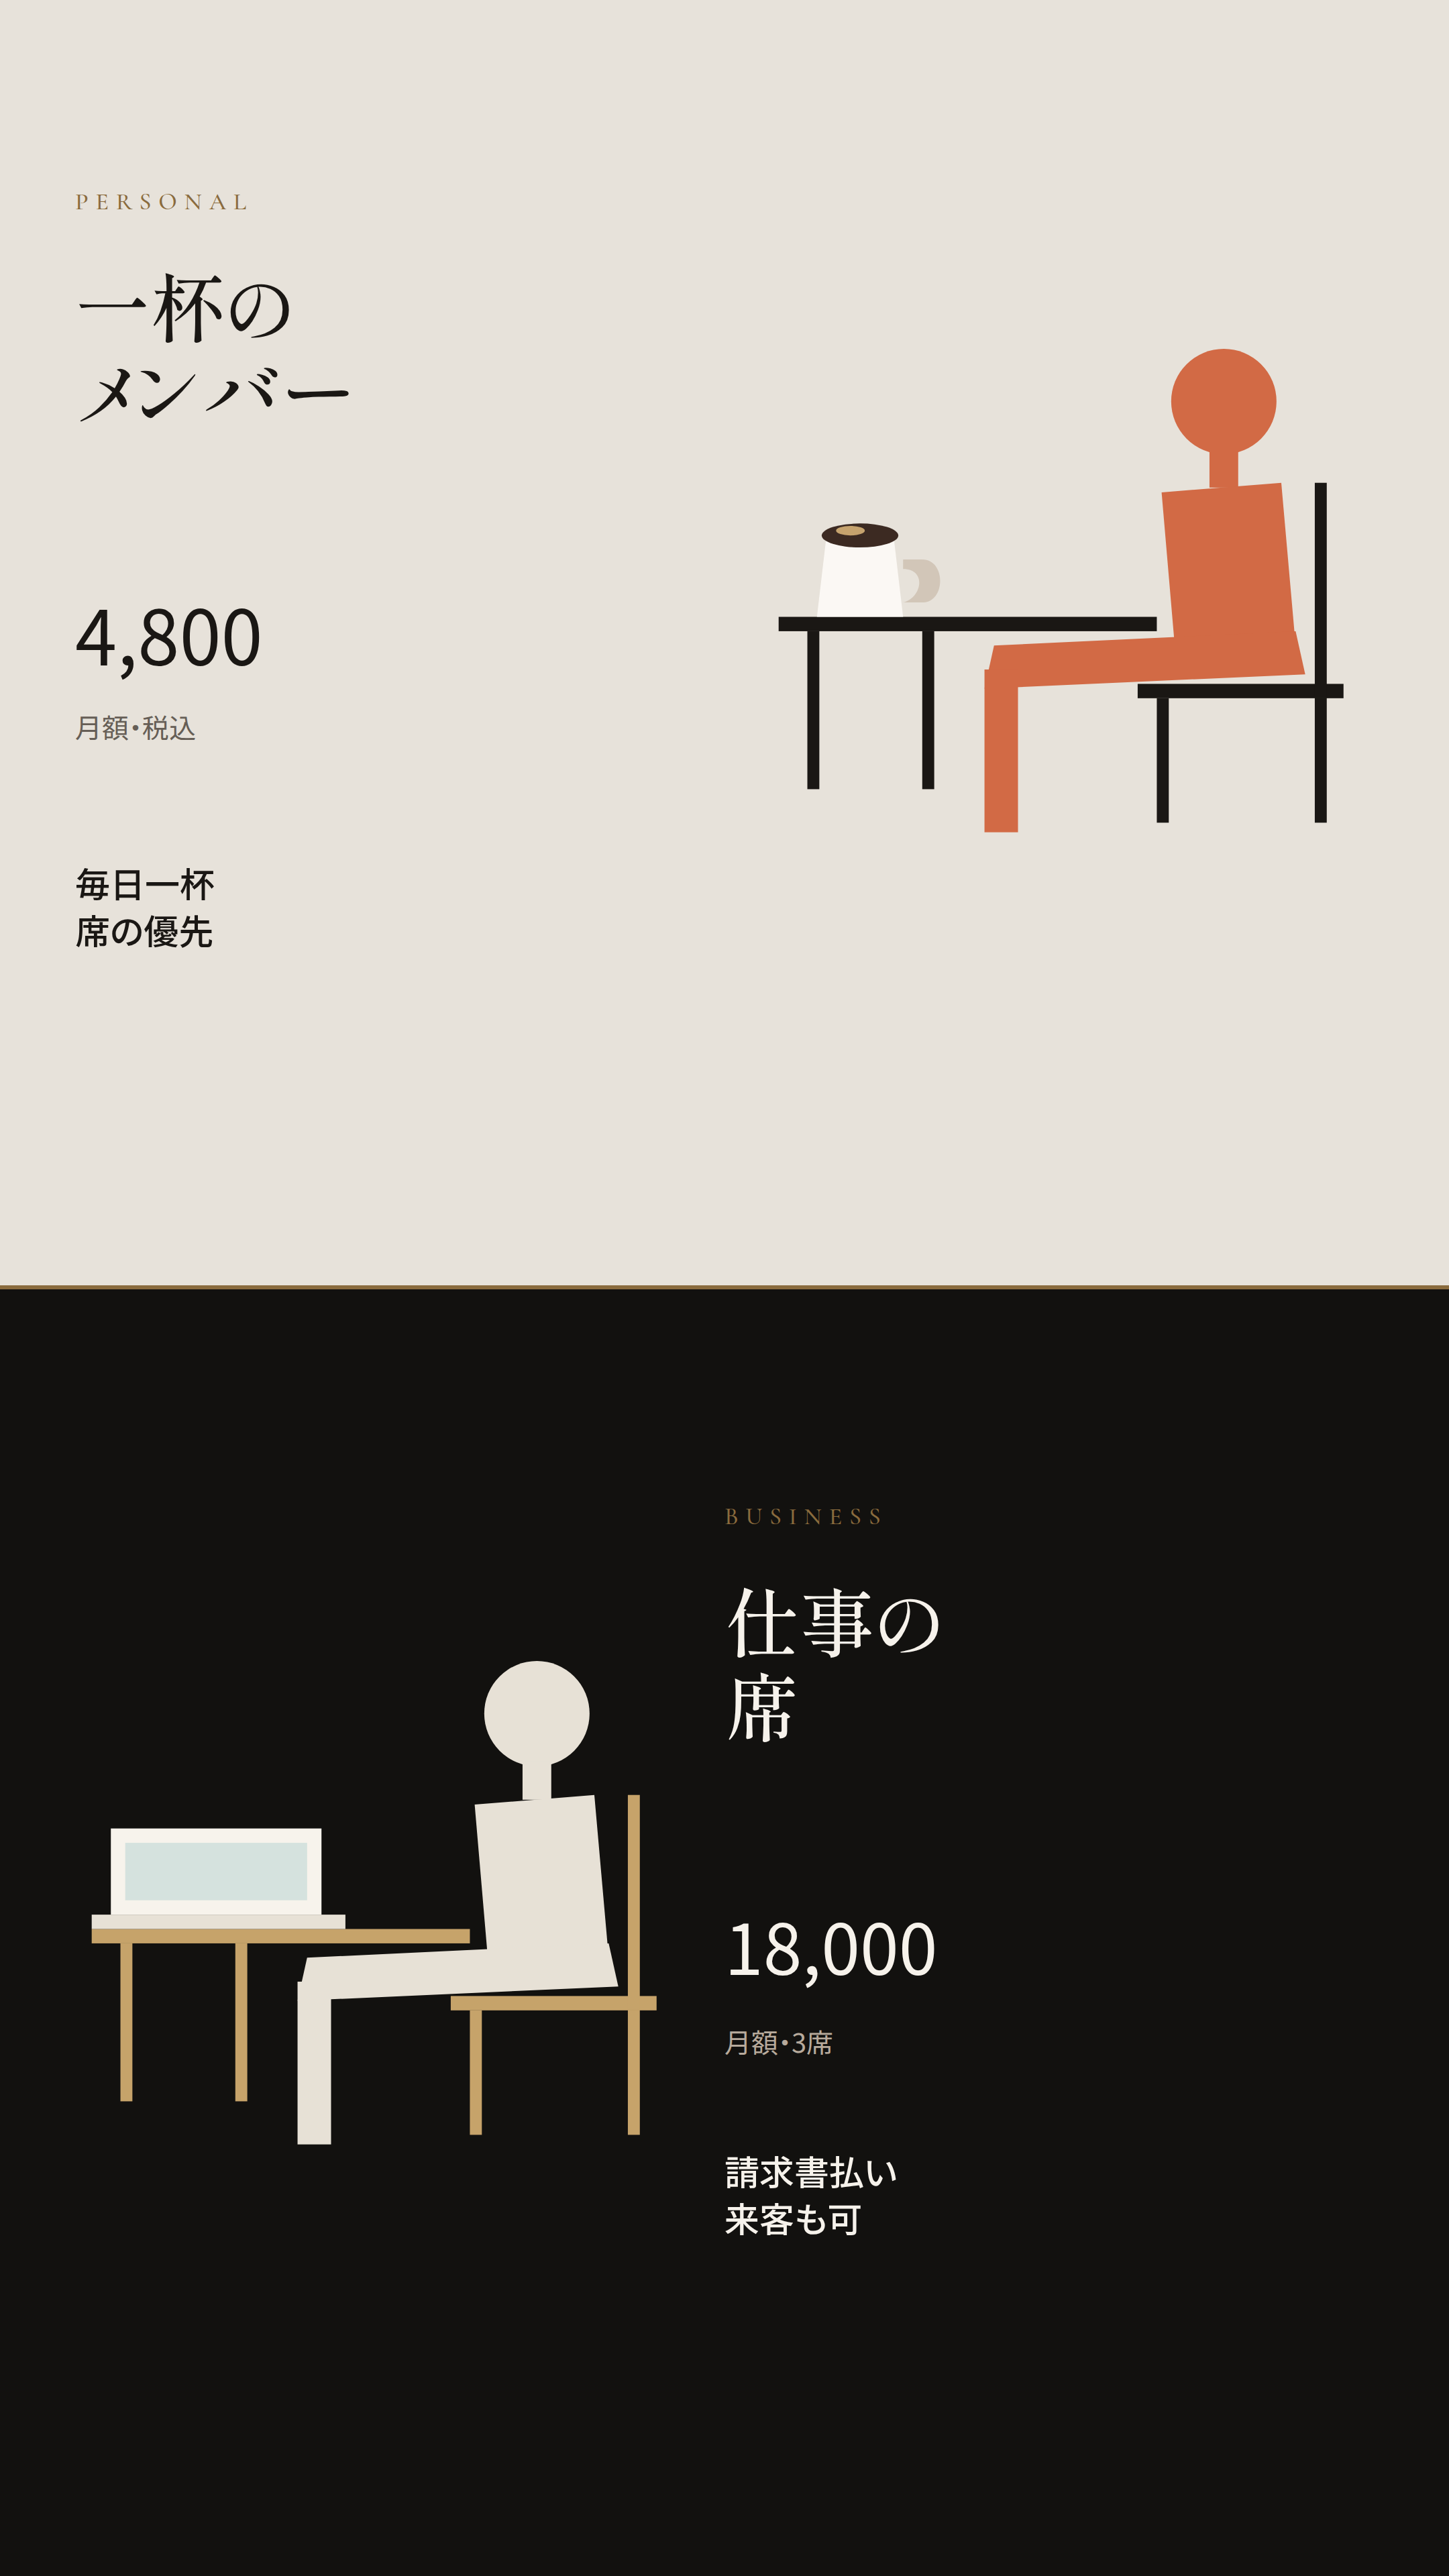 PERSONAL
一杯の
メンバー
4,800
月額・税込
毎日一杯
席の優先
BUSINESS
仕事の
席
18,000
月額・3席
請求書払い
来客も可